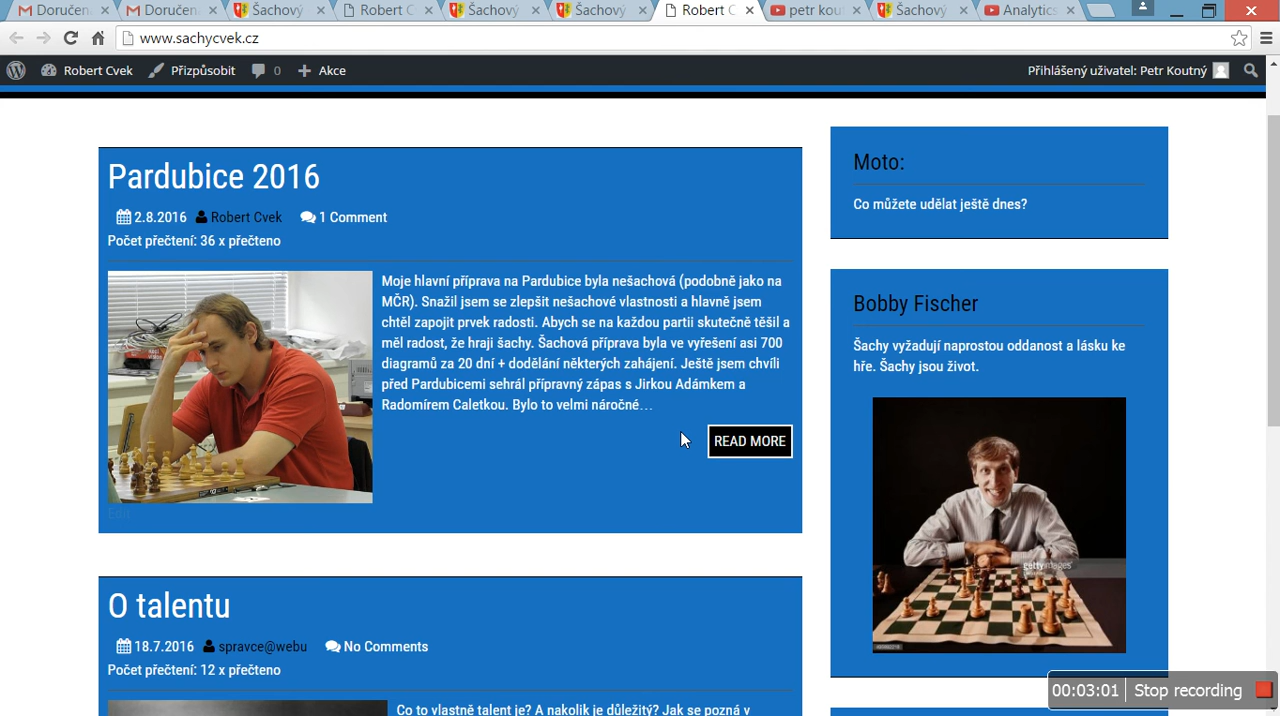 Doručen
Doručen
Šachový
Robert C
Šachový
Šachový
Robert C
petr kou
Šachový
Analytics
www.sachycvek.cz
Robert Cvek
Přizpůsobit
0
Akce
Přihlášený uživatel: Petr Koutný
Pardubice 2016
2.8.2016 Robert Cvek 1 Comment
Počet přečtení: 36 x přečteno
Moje hlavní příprava na Pardubice byla nešachová (podobně jako na
MČR). Snažil jsem se zlepšit nešachové vlastnosti a hlavně jsem
chtěl zapojit prvek radosti. Abych se na každou partii skutečně těšil a
měl radost, že hraji šachy. Šachová příprava byla ve vyřešení asi 700
diagramů za 20 dní + dodělání některých zahájení. Ještě jsem chvíli
před Pardubicemi sehrál přípravný zápas s Jirkou Adámkem a
Radomírem Caletkou. Bylo to velmi náročné…
READ MORE
Edit
O talentu
18.7.2016 spravce@webu No Comments
Počet přečtení: 12 x přečteno
Co to vlastně talent je? A nakolik je důležitý? Jak se pozná v
Moto:
Co můžete udělat ještě dnes?
Bobby Fischer
Šachy vyžadují naprostou oddanost a lásku ke
hře. Šachy jsou život.
gettyimages
00:03:01 Stop recording